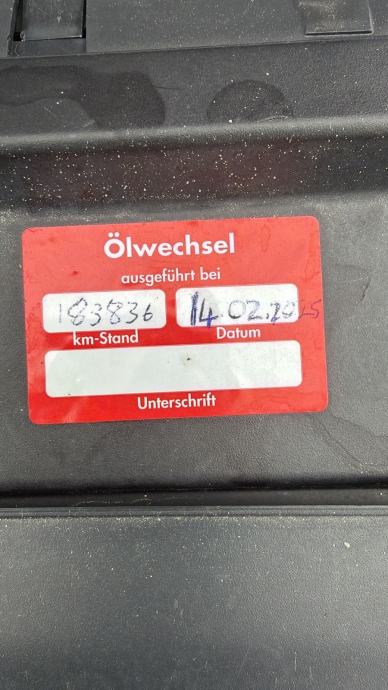 Ölwechsel
ausgeführt bei
183836 14.02.2025
km-Stand Datum
Unterschrift